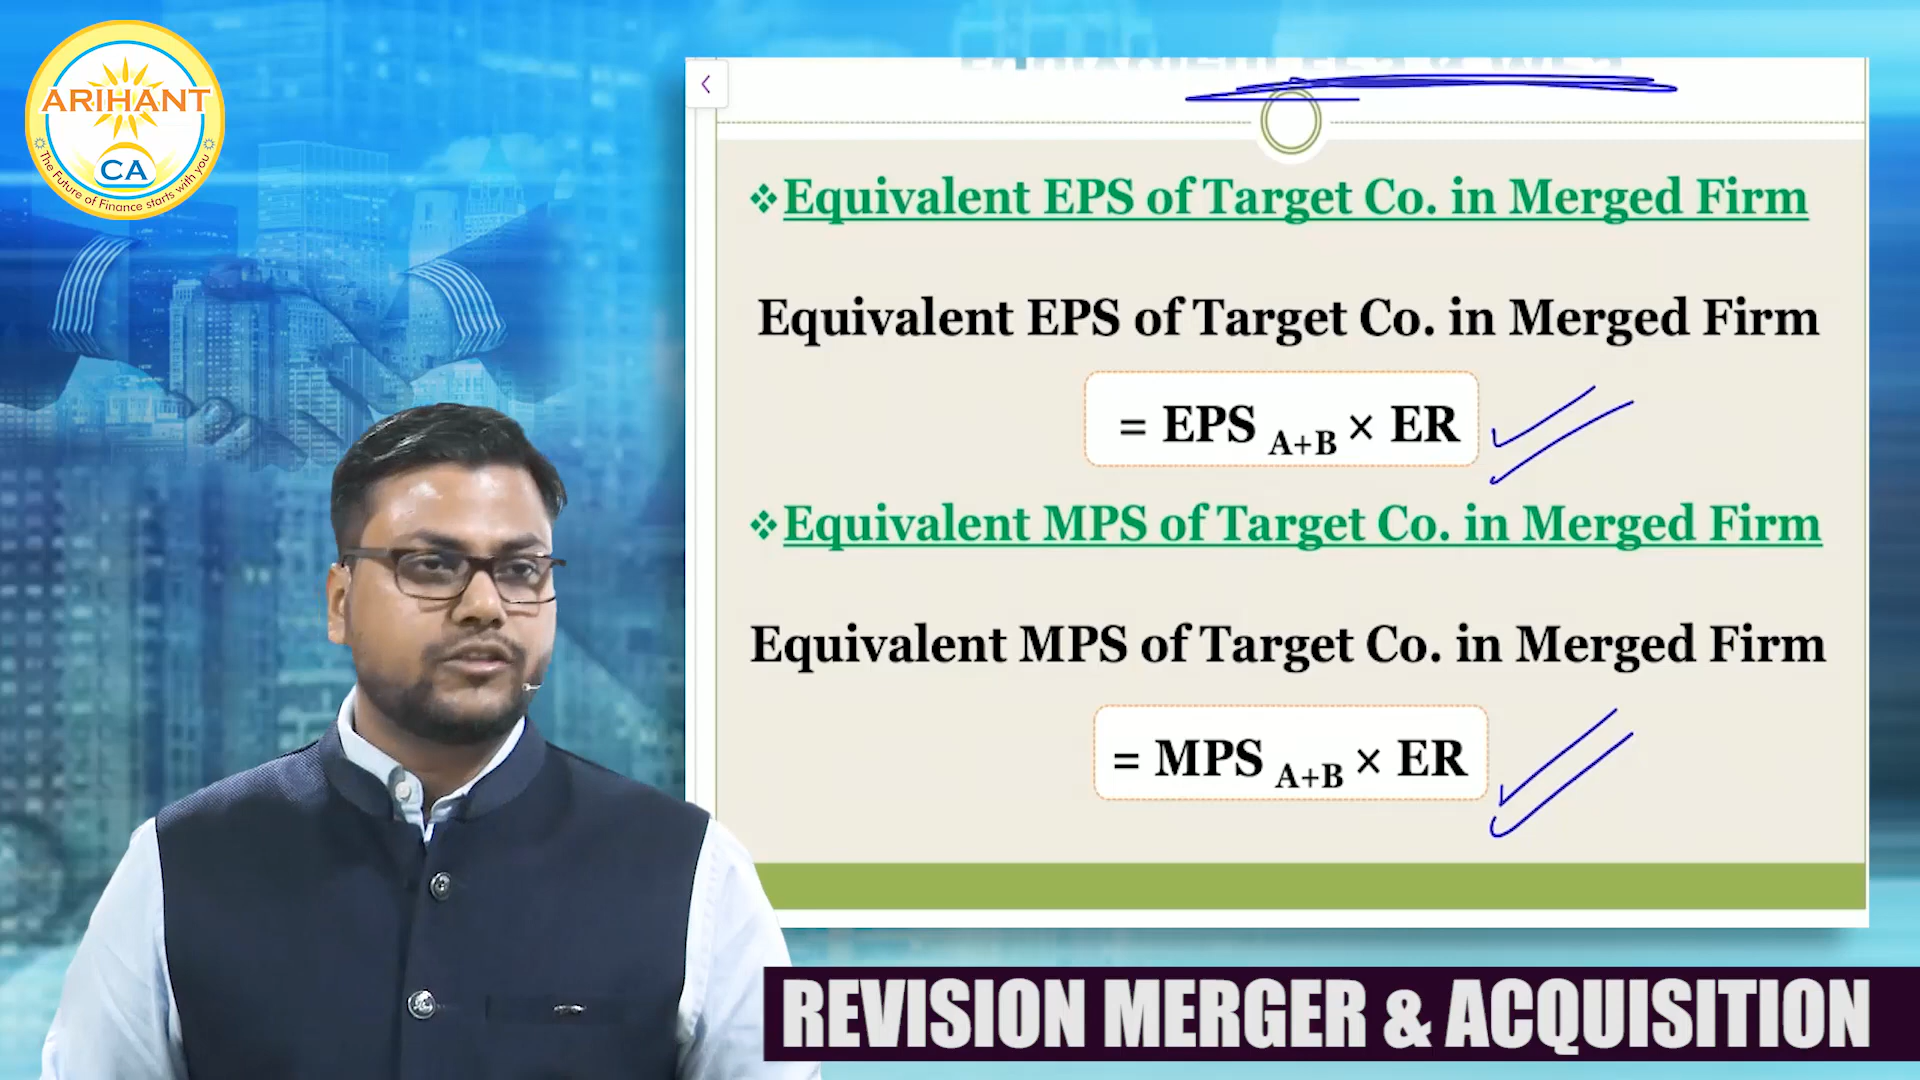 ARIHANT
CA
The Future of Finance starts with you
❖Equivalent EPS of Target Co. in Merged Firm
Equivalent EPS of Target Co. in Merged Firm
= EPS A+B × ER
❖Equivalent MPS of Target Co. in Merged Firm
Equivalent MPS of Target Co. in Merged Firm
= MPS A+B × ER
REVISION MERGER & ACQUISITION